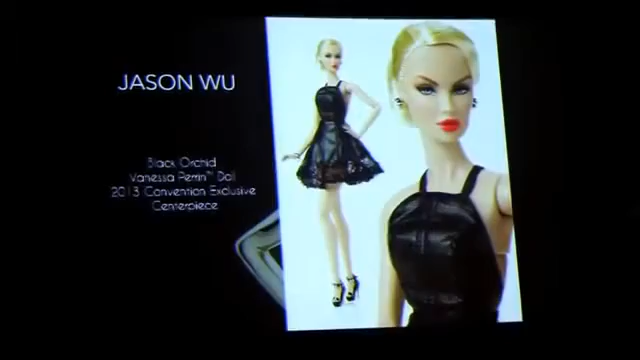 JASON WU
Black Orchid
Vanessa Perrin™ Doll
2013 Convention Exclusive
Centerpiece